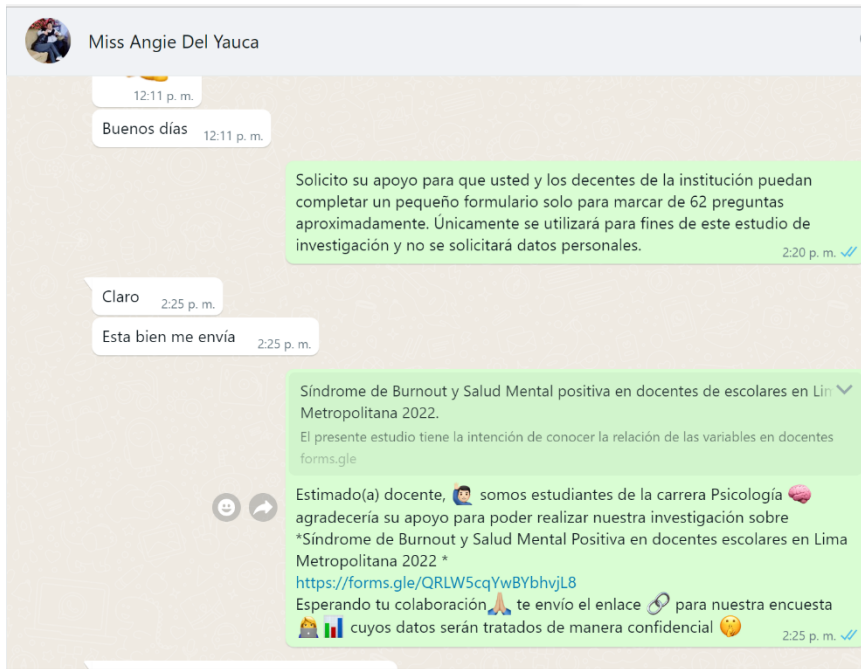 Miss Angie Del Yauca
12:11 p. m.
Buenos días 12:11 p. m.
Solicito su apoyo para que usted y los decentes de la institución puedan
completar un pequeño formulario solo para marcar de 62 preguntas
aproximadamente. Únicamente se utilizará para fines de este estudio de
investigación y no se solicitará datos personales.
2:20 p. m.
Claro 2:25 p. m.
Esta bien me envía 2:25 p. m.
Síndrome de Burnout y Salud Mental positiva en docentes de escolares en Lim
Metropolitana 2022.
El presente estudio tiene la intención de conocer la relación de las variables en docentes
forms.gle
Estimado(a) docente, 🙋🏻‍♂️ somos estudiantes de la carrera Psicología 🧠
agradecería su apoyo para poder realizar nuestra investigación sobre
*Síndrome de Burnout y Salud Mental Positiva en docentes escolares en Lima
Metropolitana 2022 *
https://forms.gle/QRLW5cqYwBYbhvjL8
Esperando tu colaboración🙏🏼 te envío el enlace 🔗 para nuestra encuesta
👩‍💻📊 cuyos datos serán tratados de manera confidencial 🤫
2:25 p. m.